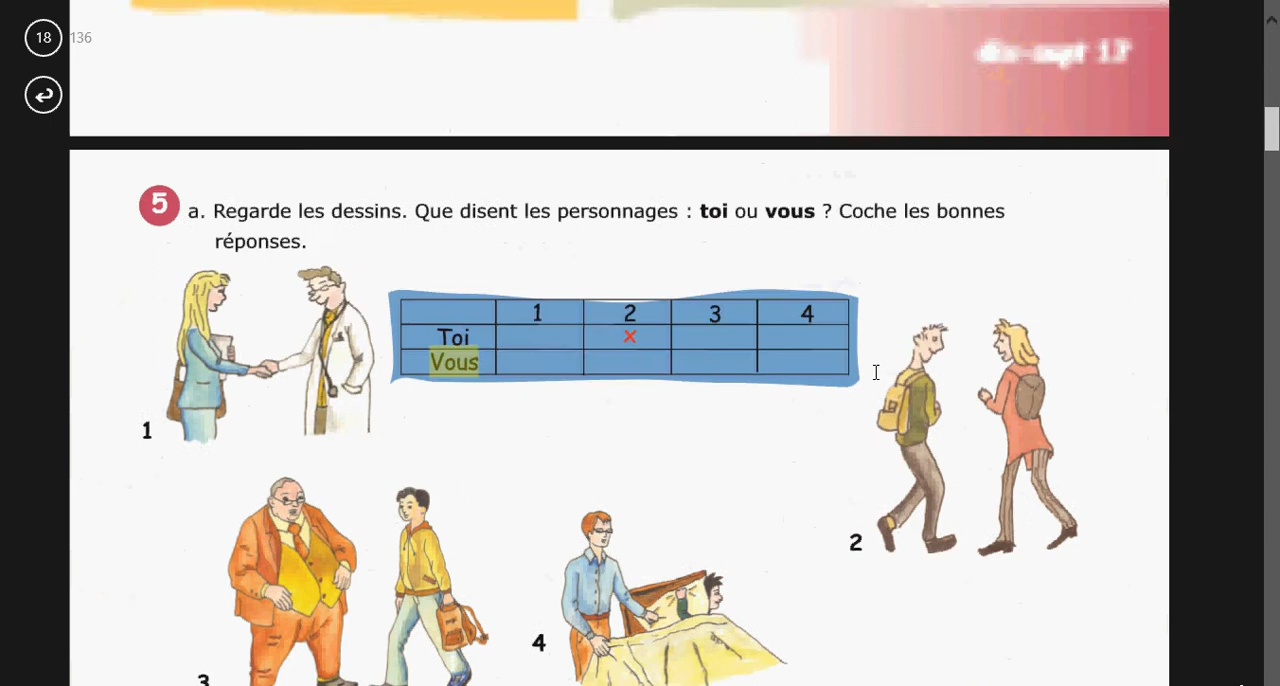 18 136
5 a. Regarde les dessins. Que disent les personnages : toi ou vous ? Coche les bonnes
réponses.
1 2 3 4
Toi ×
Vous
1
2
4
3